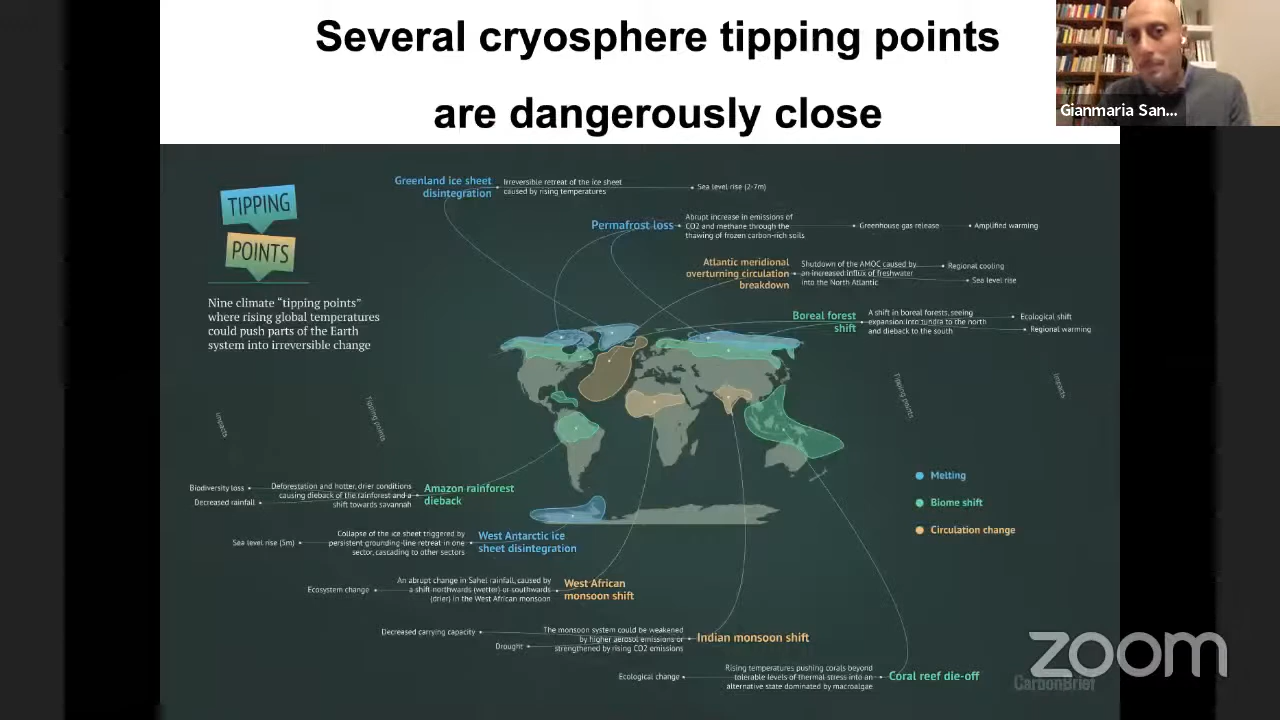 Several cryosphere tipping points
are dangerously close
Gianmaria San...
TIPPING
POINTS
Nine climate “tipping points”
where rising global temperatures
could push parts of the Earth
system into irreversible change
Greenland ice sheet
disintegration
Irreversible retreat of the ice sheet
caused by rising temperatures
Sea level rise (2-7m)
Permafrost loss
Abrupt increase in emissions of
CO2 and methane through the
thawing of frozen carbon-rich soils
Greenhouse gas release
Amplified warming
Atlantic meridional
overturning circulation
breakdown
Shutdown of the AMOC caused by
an increased influx of freshwater
into the North Atlantic
Regional cooling
Sea level rise
Boreal forest
shift
A shift in boreal forests, seeing
expansion into tundra to the north
and dieback to the south
Ecological shift
Regional warming
Impacts
Tipping points
Tipping points
Impacts
Melting
Biome shift
Circulation change
Biodiversity loss
Decreased rainfall
Deforestation and hotter, drier conditions
causing dieback of the rainforest and a
shift towards savannah
Amazon rainforest
dieback
Sea level rise (5m)
Collapse of the ice sheet triggered by
persistent grounding-line retreat in one
sector, cascading to other sectors
West Antarctic ice
sheet disintegration
Ecosystem change
An abrupt change in Sahel rainfall, caused by
a shift northwards (wetter) or southwards
(drier) in the West African monsoon
West African
monsoon shift
Decreased carrying capacity
Drought
The monsoon system could be weakened
by higher aerosol emissions or
strengthened by rising CO2 emissions
Indian monsoon shift
Ecological change
Rising temperatures pushing corals beyond
tolerable levels of thermal stress into an
alternative state dominated by macroalgae
Coral reef die-off
zoom
CarbonBrief